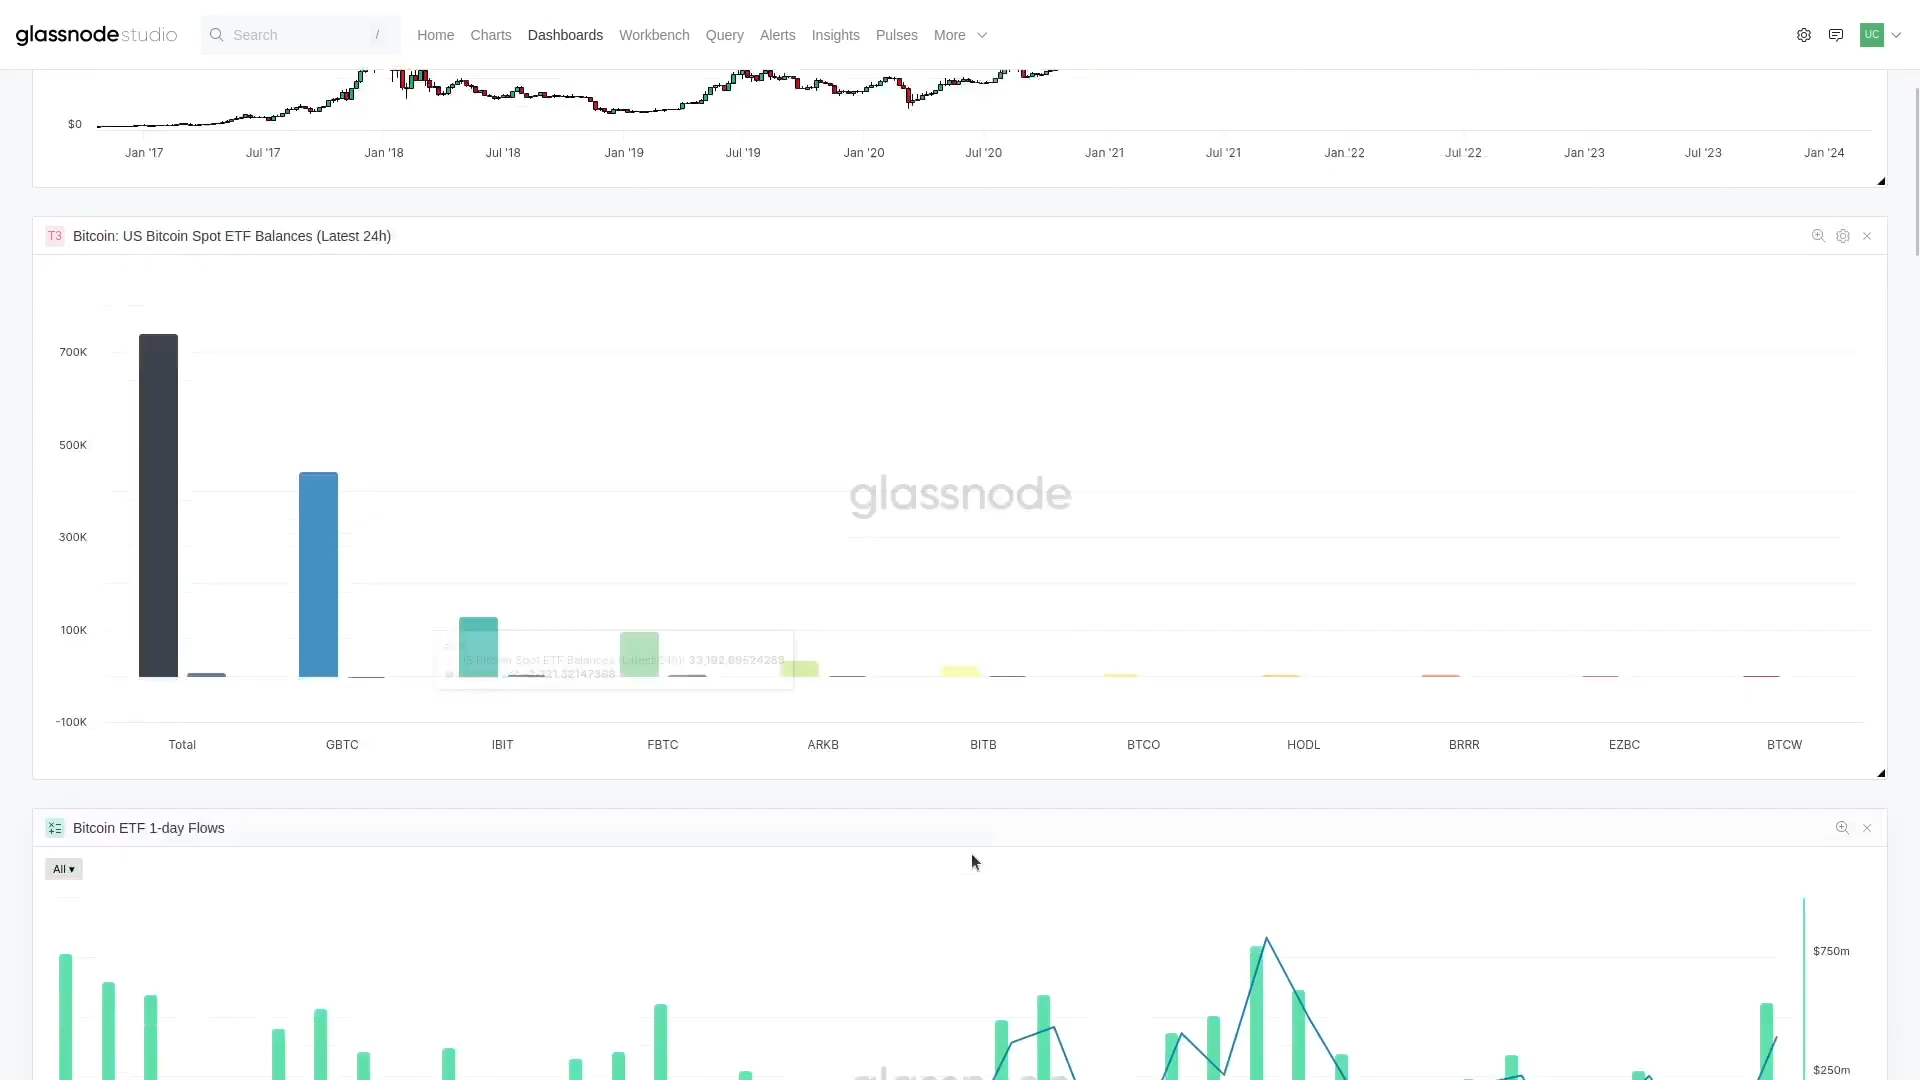 glassnodestudio
Search /
Home Charts Dashboards Workbench Query Alerts Insights Pulses More
UC
$0
Jan '17 Jul '17 Jan '18 Jul '18 Jan '19 Jul '19 Jan '20 Jul '20 Jan '21 Jul '21 Jan '22 Jul '22 Jan '23 Jul '23 Jan '24
T3 Bitcoin: US Bitcoin Spot ETF Balances (Latest 24h)
700K
500K
glassnode
300K
100K
Spot ETF Balances
-100K
Total GBTC IBIT FBTC ARKB BITB BTCO HODL BRRR EZBC BTCW
Bitcoin ETF 1-day Flows
All ▾
$750m
$250m